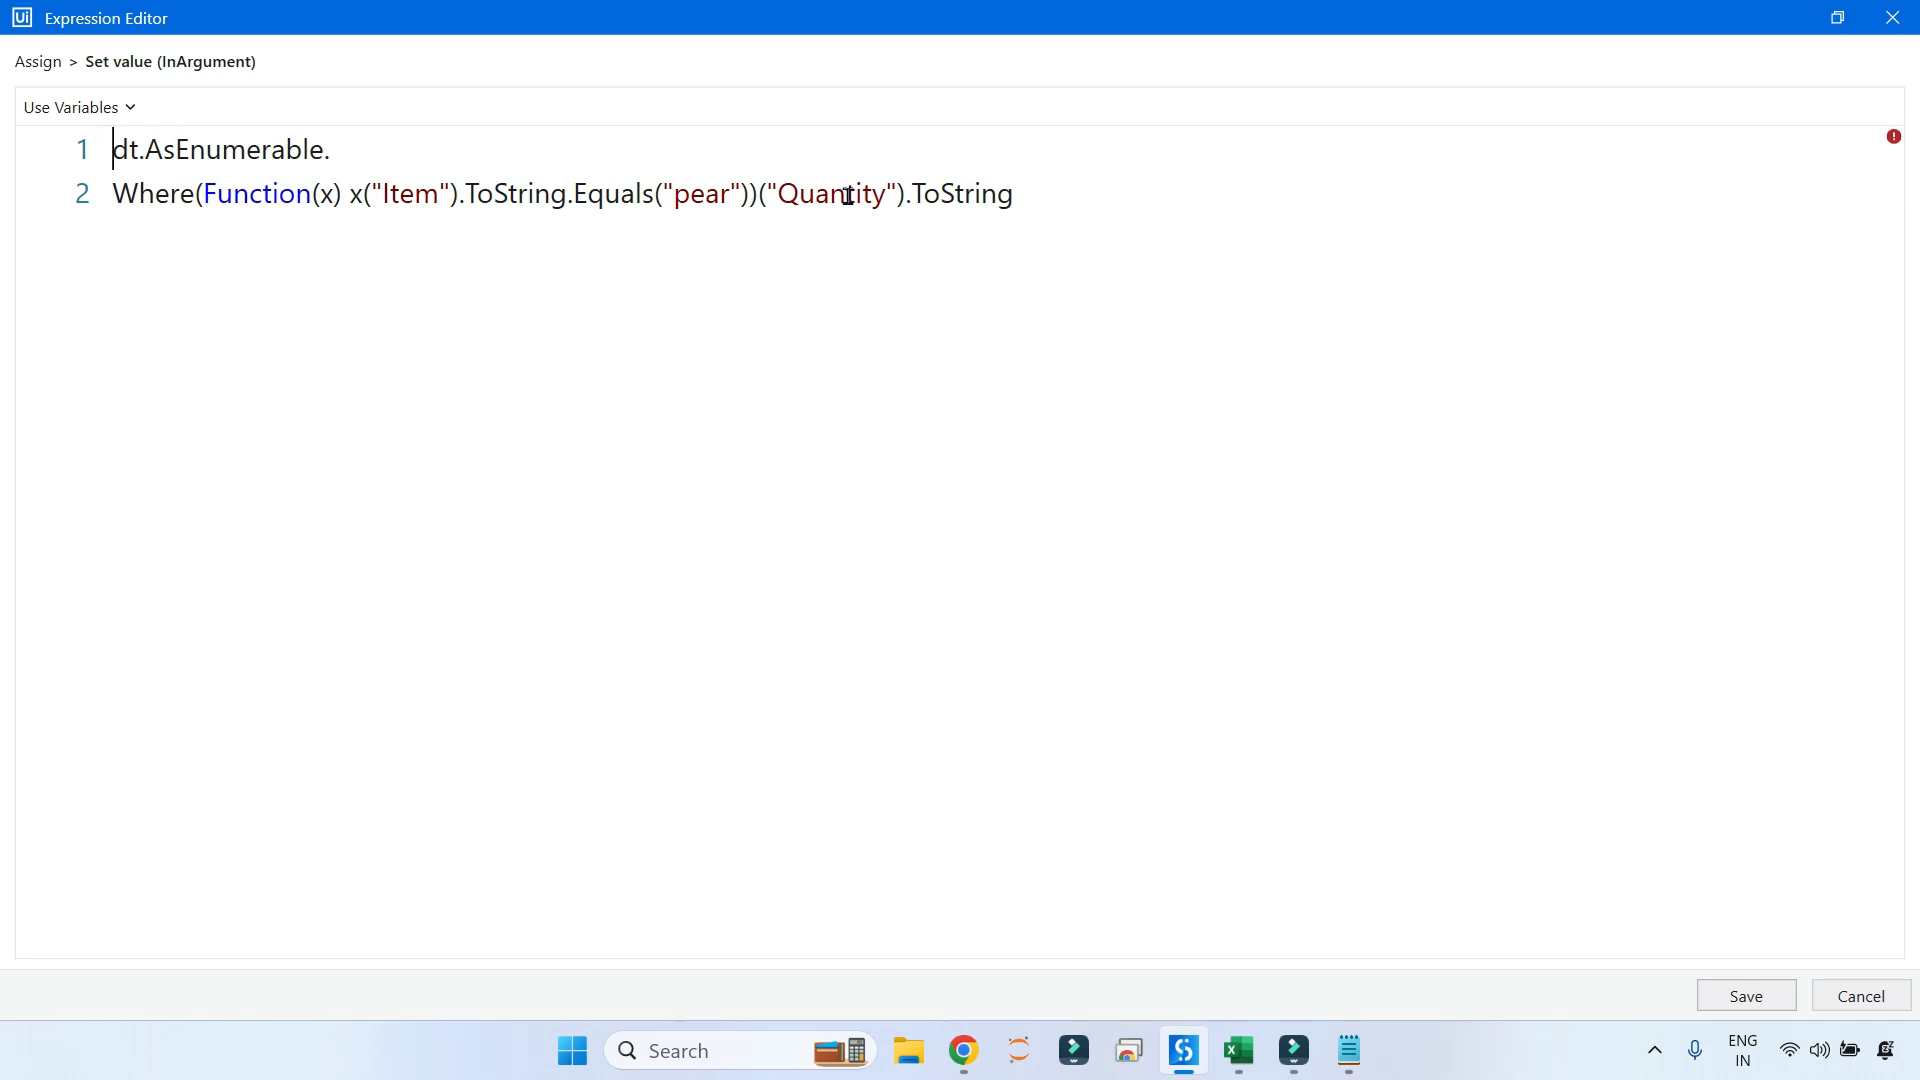 Ui Expression Editor
Assign > Set value (InArgument)
Use Variables
1 dt.AsEnumerable.
2 Where(Function(x) x("Item").ToString.Equals("pear"))("Quantity").ToString
Save Cancel
Search
ENG
IN